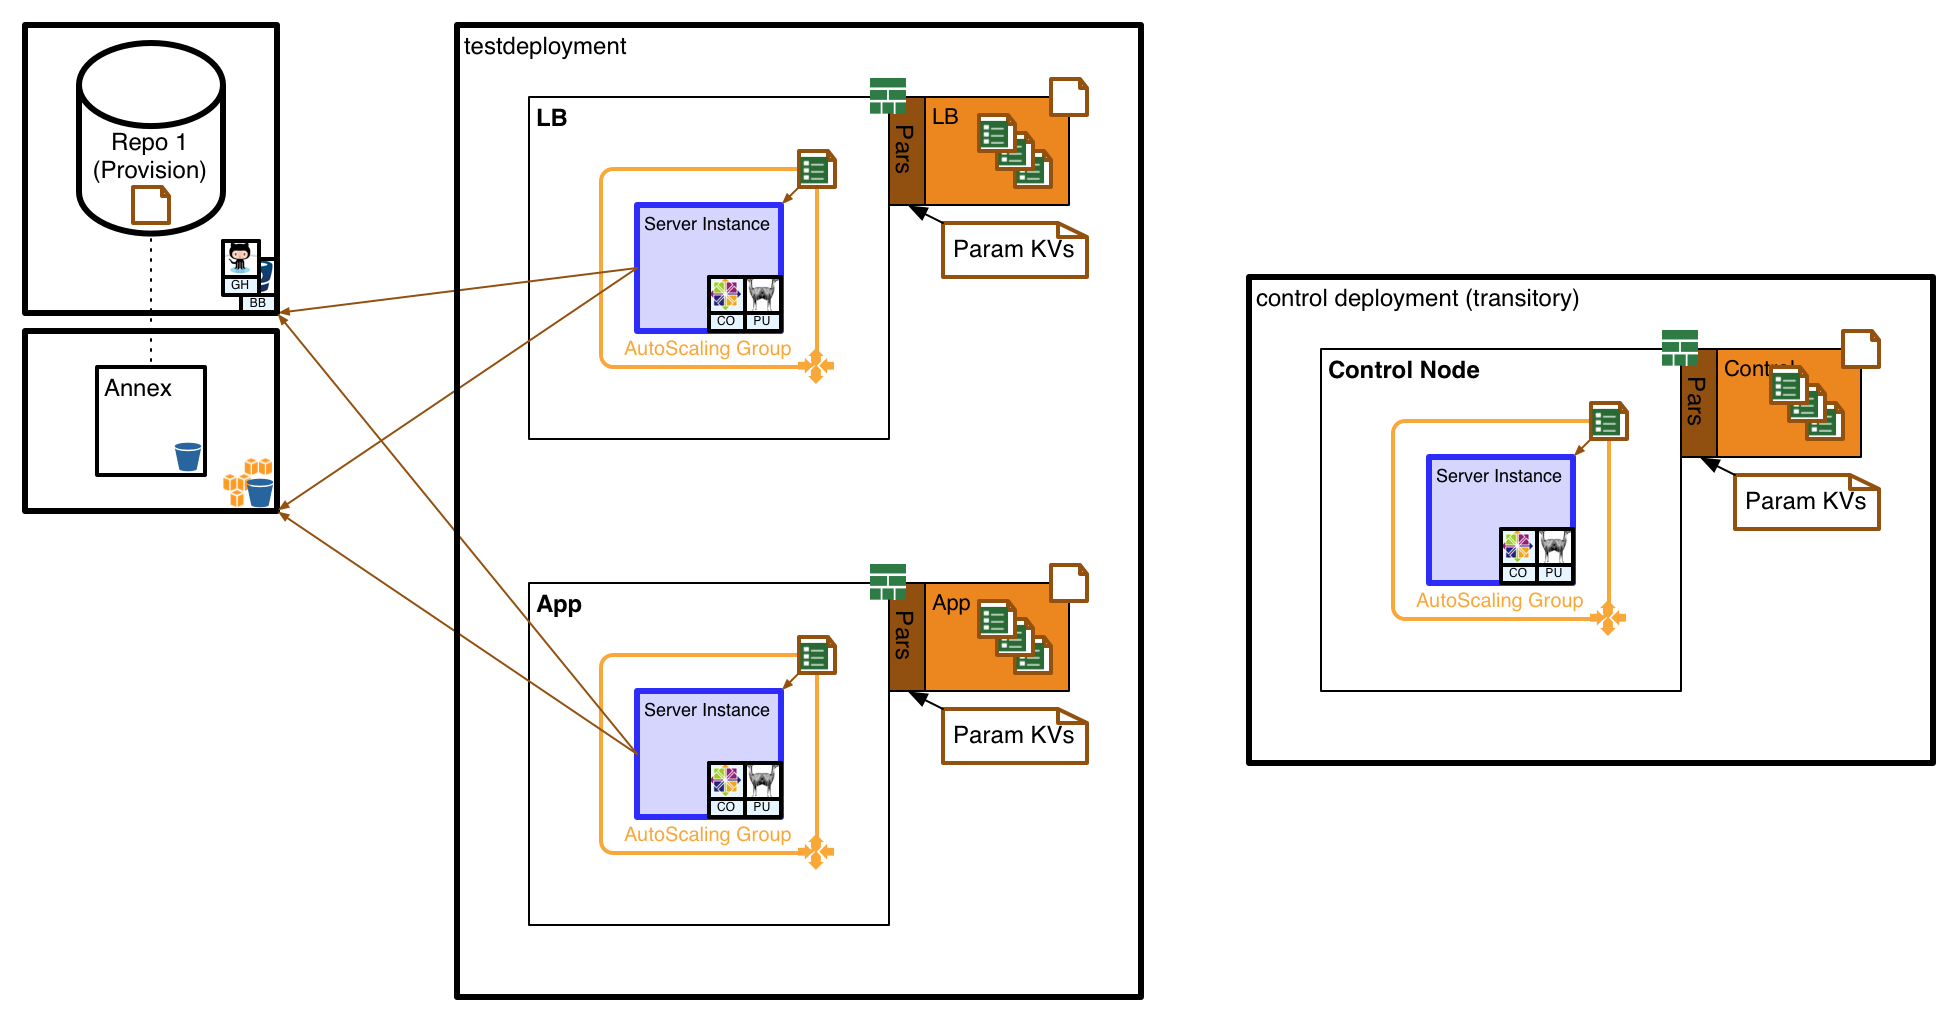 Repo 1
(Provision)
GH
BB
Annex
testdeployment
LB
Server Instance
CO
PU
AutoScaling Group
Pars
LB
Param KVs
App
Server Instance
CO
PU
AutoScaling Group
Pars
App
Param KVs
control deployment (transitory)
Control Node
Server Instance
CO
PU
AutoScaling Group
Pars
Control
Param KVs